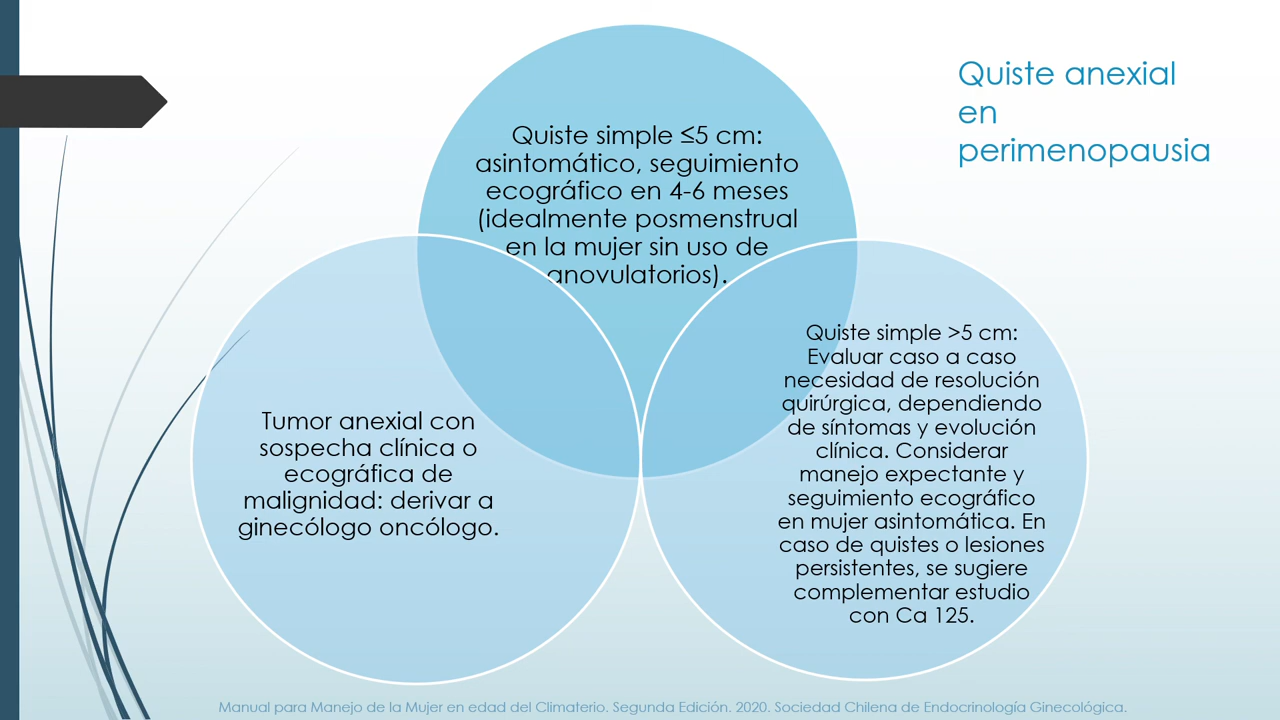 Quiste anexial
en
perimenopausia
Quiste simple ≤5 cm:
asintomático, seguimiento
ecográfico en 4-6 meses
(idealmente posmenstrual
en la mujer sin uso de
anovulatorios).
Quiste simple >5 cm:
Evaluar caso a caso
necesidad de resolución
quirúrgica, dependiendo
de síntomas y evolución
clínica. Considerar
manejo expectante y
seguimiento ecográfico
en mujer asintomática. En
caso de quistes o lesiones
persistentes, se sugiere
complementar estudio
con Ca 125.
Tumor anexial con
sospecha clínica o
ecográfica de
malignidad: derivar a
ginecólogo oncólogo.
Manual para Manejo de la Mujer en edad del Climaterio. Segunda Edición. 2020. Sociedad Chilena de Endocrinología Ginecológica.